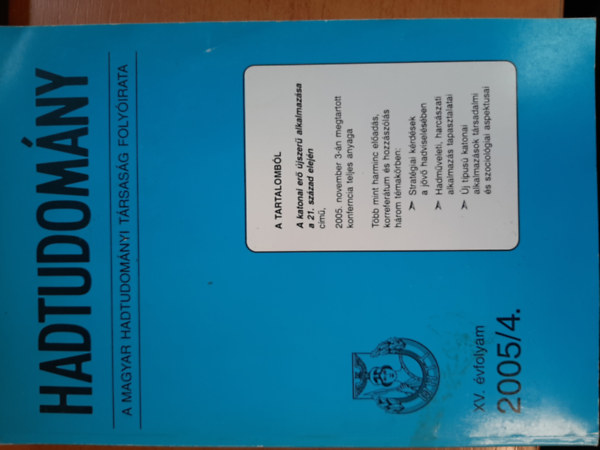 HADTUDOMÁNY
A MAGYAR HADTUDOMÁNYI TÁRSASÁG FOLYÓIRATA
A TARTALOMBÓL
A katonai erő újszerű alkalmazása
a 21. század elején
című,
2005. november 3-án megtartott
konferncia teljes anyaga
Több mint harminc előadás,
korreferátum és hozzászólás
három témakörben:
➢ Stratégiai kérdések
a jövő hadviselésében
➢ Hadműveleti, harcászati
alkalmazás tapasztalatai
➢ Új típusú katonai
alkalmazások társadalmi
és szociológiai aspektusai
XV. évfolyam
2005/4.